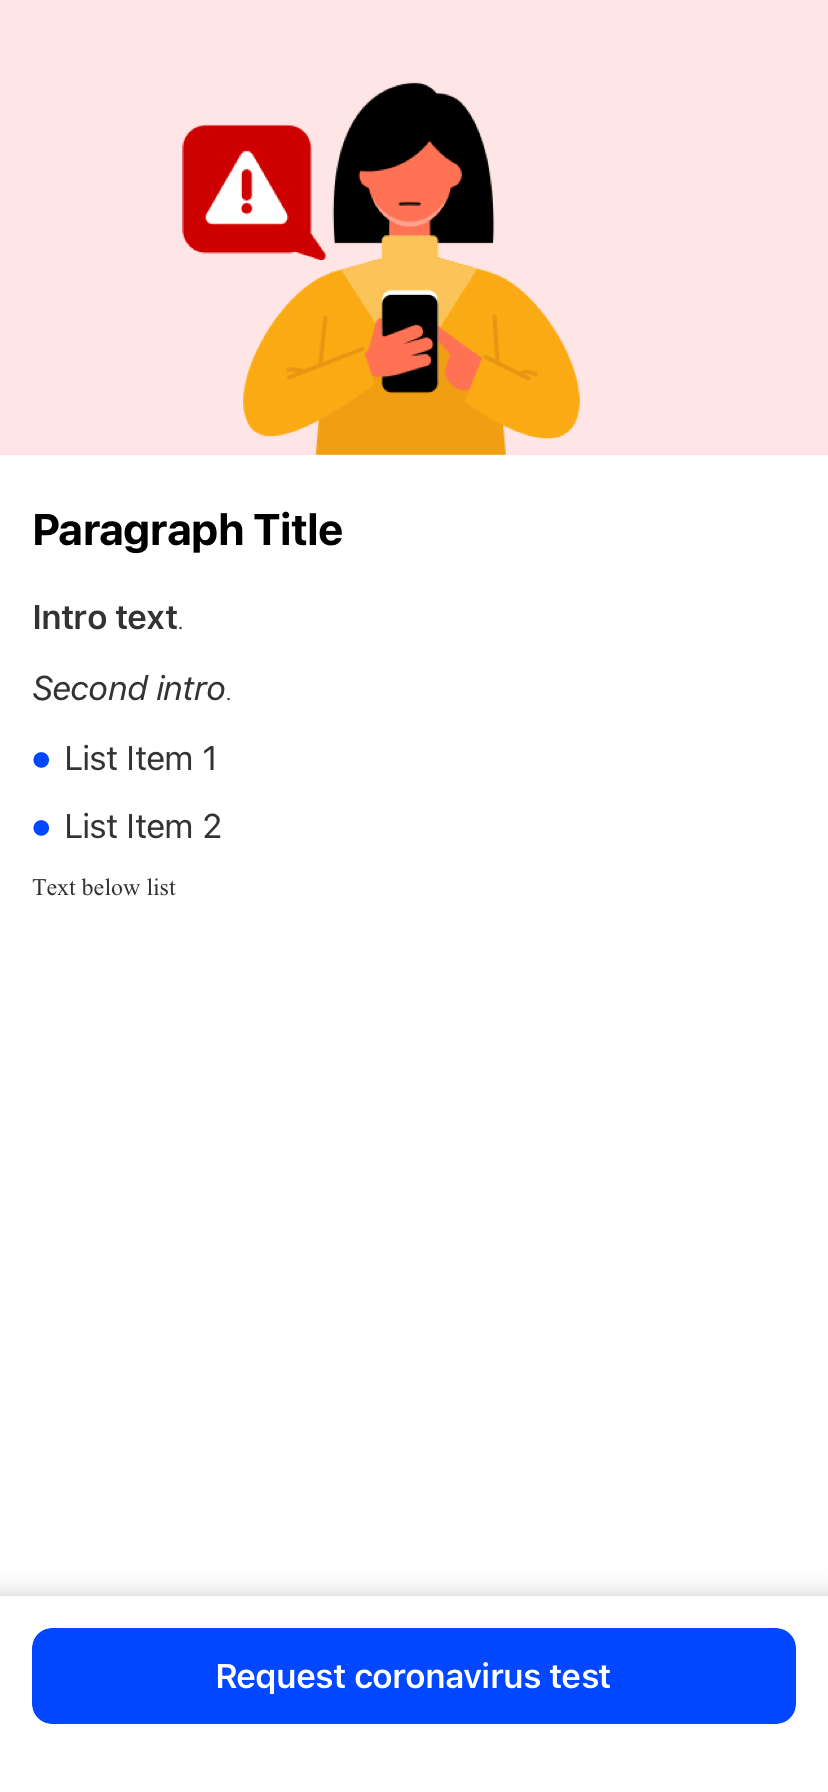 Paragraph Title
Intro text.
Second intro.
List Item 1
List Item 2
Text below list
Request coronavirus test